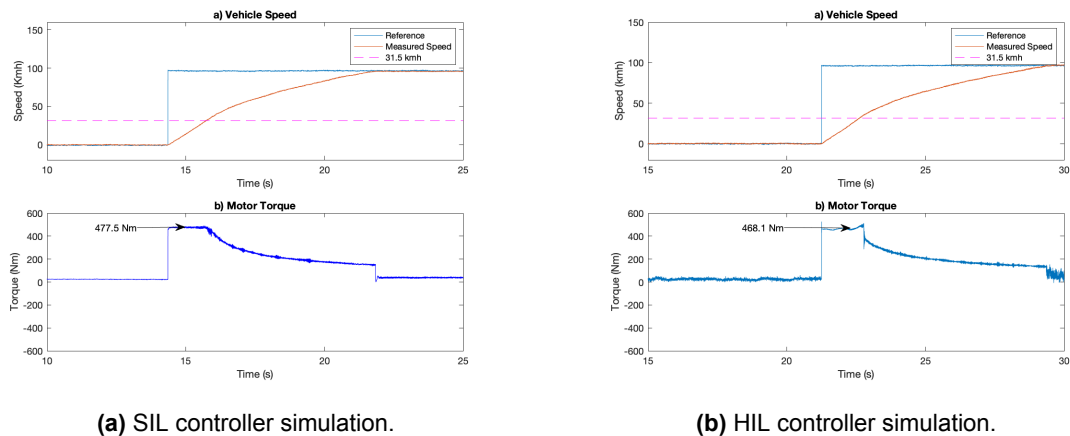 a) Vehicle Speed
150
100
50
0
Speed (Kmh)
Reference
Measured Speed
31.5 kmh
10
15
20
25
Time (s)
b) Motor Torque
600
400
200
0
-200
-400
-600
Torque (Nm)
477.5 Nm
10
15
20
25
Time (s)
(a) SIL controller simulation.
a) Vehicle Speed
150
100
50
0
Speed (kmh)
Reference
Measured Speed
31.5 kmh
15
20
25
30
Time (s)
b) Motor Torque
600
400
200
0
-200
-400
-600
Torque (Nm)
468.1 Nm
15
20
25
30
Time (s)
(b) HIL controller simulation.